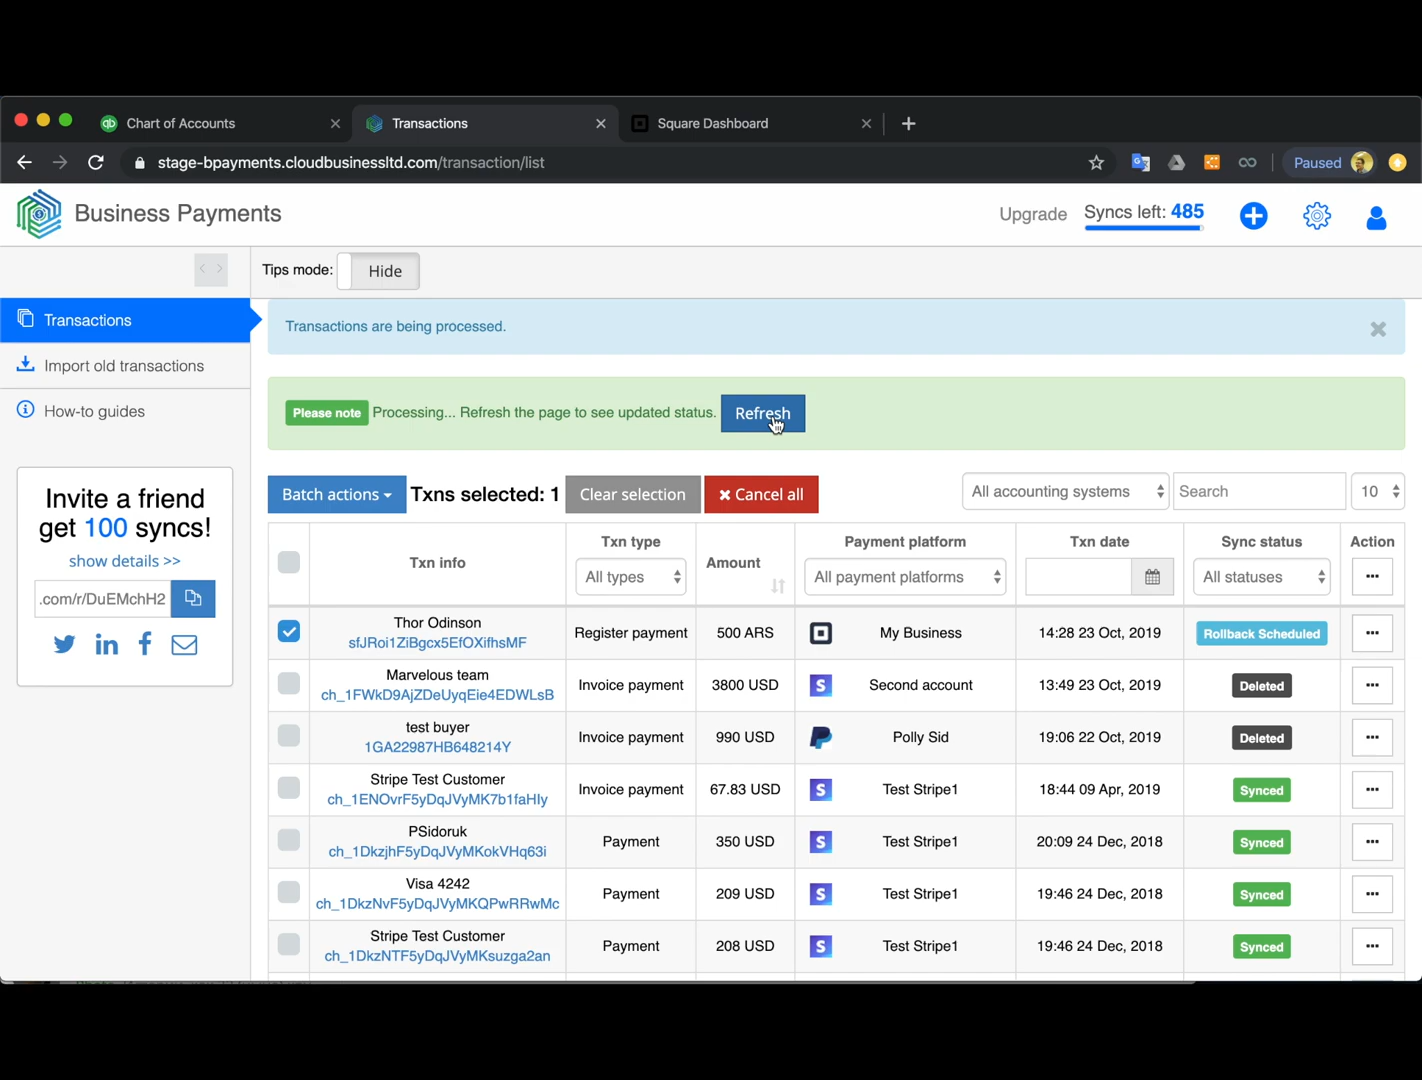 Chart of Accounts
Transactions
Square Dashboard
stage-bpayments.cloudbusinessltd.com/transaction/list
Paused
Business Payments
Upgrade
Syncs left: 485
Tips mode:
Hide
Transactions
Import old transactions
How-to guides
Invite a friend
get 100 syncs!
show details >>
.com/r/DuEMchH2
Transactions are being processed.
Please note Processing... Refresh the page to see updated status. Refresh
Batch actions Txns selected: 1 Clear selection Cancel all
All accounting systems
Search
10
Txn info
Txn type
All types
Amount
Payment platform
All payment platforms
Txn date
Sync status
All statuses
Action
Thor Odinson
sfJRoi1ZiBgcx5EfOXifhsMF
Register payment 500 ARS My Business 14:28 23 Oct, 2019 Rollback Scheduled
Marvelous team
ch_1FWkD9AjZDeUyqEie4EDWLsB
Invoice payment 3800 USD Second account 13:49 23 Oct, 2019 Deleted
test buyer
1GA22987HB648214Y
Invoice payment 990 USD Polly Sid 19:06 22 Oct, 2019 Deleted
Stripe Test Customer
ch_1ENOvrF5yDqJVyMK7b1faHIy
Invoice payment 67.83 USD Test Stripe1 18:44 09 Apr, 2019 Synced
PSidoruk
ch_1DkzjhF5yDqJVyMKokVHq63i
Payment 350 USD Test Stripe1 20:09 24 Dec, 2018 Synced
Visa 4242
ch_1DkzNvF5yDqJVyMKQPwRRwMc
Payment 209 USD Test Stripe1 19:46 24 Dec, 2018 Synced
Stripe Test Customer
ch_1DkzNTF5yDqJVyMKsuzga2an
Payment 208 USD Test Stripe1 19:46 24 Dec, 2018 Synced